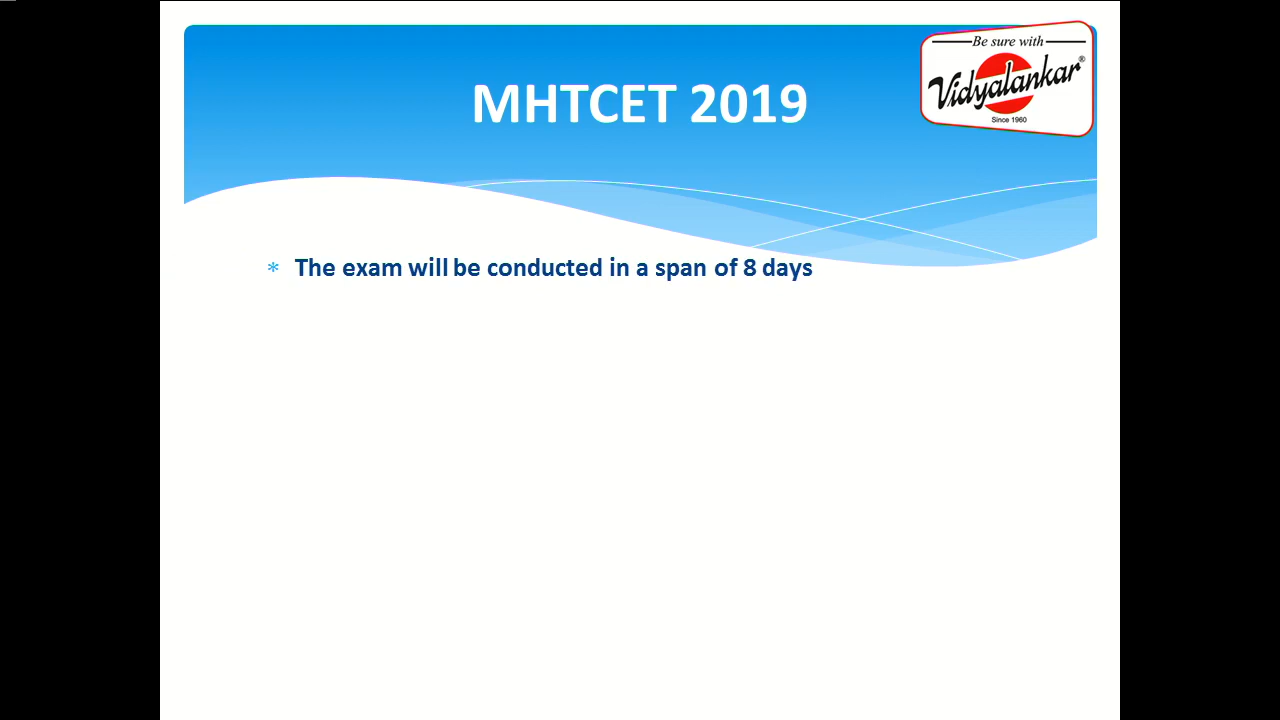 MHTCET 2019
Be sure with
Vidyalankar®
Since 1960
* The exam will be conducted in a span of 8 days